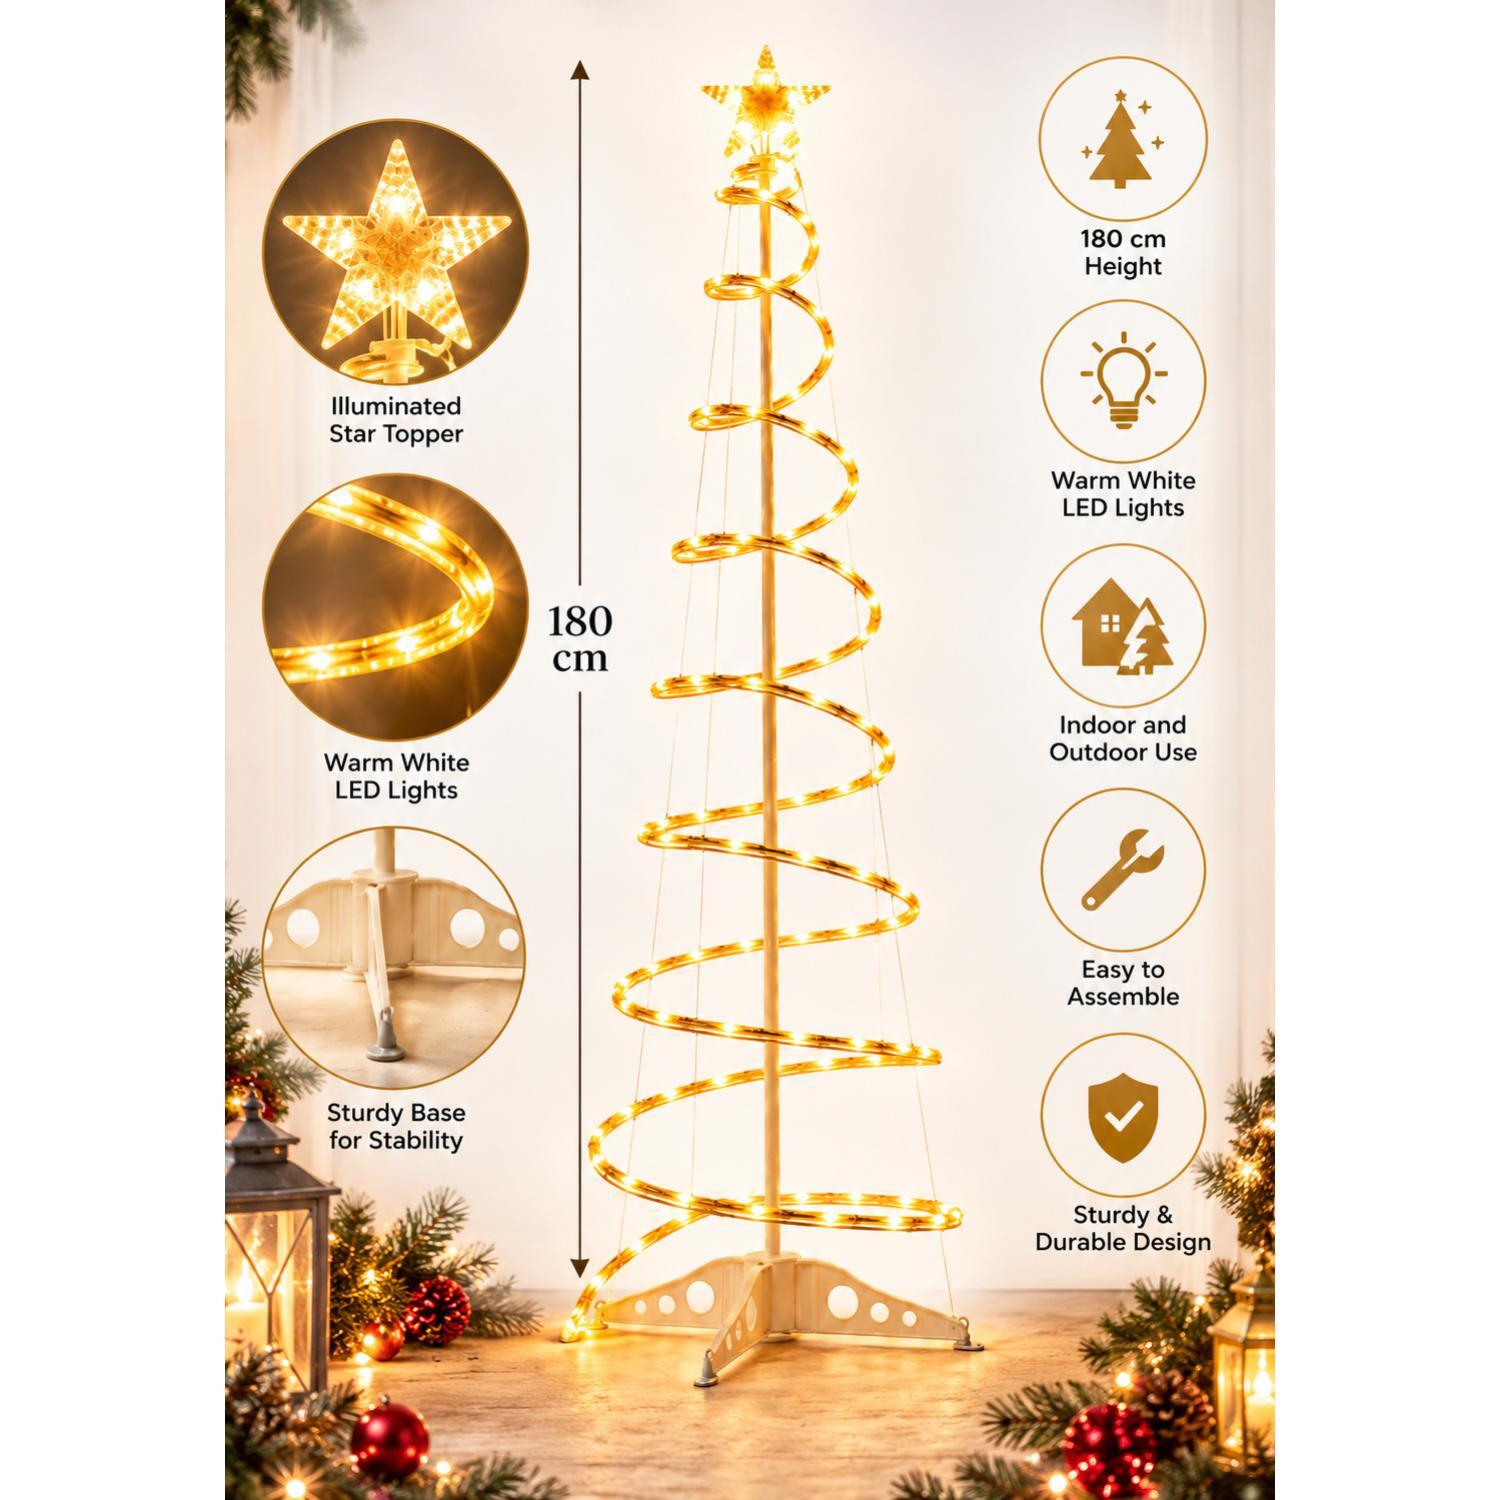 Illuminated
Star Topper
Warm White
LED Lights
Sturdy Base
for Stability
180
cm
180 cm
Height
Warm White
LED Lights
Indoor and
Outdoor Use
Easy to
Assemble
Sturdy &
Durable Design